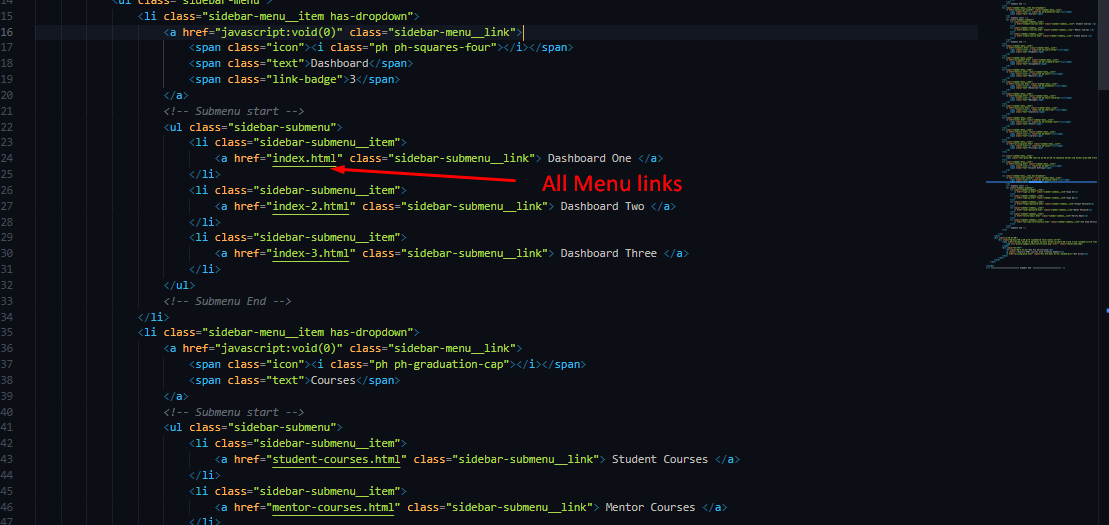 14 <ul class="sidebar-menu">
15 <li class="sidebar-menu__item has-dropdown">
16 <a href="javascript:void(0)" class="sidebar-menu__link">
17 <span class="icon"><i class="ph ph-squares-four"></i></span>
18 <span class="text">Dashboard</span>
19 <span class="link-badge">3</span>
20 </a>
21 <!-- Submenu start -->
22 <ul class="sidebar-submenu">
23 <li class="sidebar-submenu__item">
24 <a href="index.html" class="sidebar-submenu__link"> Dashboard One </a>
25 </li>
All Menu links
26 <li class="sidebar-submenu__item">
27 <a href="index-2.html" class="sidebar-submenu__link"> Dashboard Two </a>
28 </li>
29 <li class="sidebar-submenu__item">
30 <a href="index-3.html" class="sidebar-submenu__link"> Dashboard Three </a>
31 </li>
32 </ul>
33 <!-- Submenu End -->
34 </li>
35 <li class="sidebar-menu__item has-dropdown">
36 <a href="javascript:void(0)" class="sidebar-menu__link">
37 <span class="icon"><i class="ph ph-graduation-cap"></i></span>
38 <span class="text">Courses</span>
39 </a>
40 <!-- Submenu start -->
41 <ul class="sidebar-submenu">
42 <li class="sidebar-submenu__item">
43 <a href="student-courses.html" class="sidebar-submenu__link"> Student Courses </a>
44 </li>
45 <li class="sidebar-submenu__item">
46 <a href="mentor-courses.html" class="sidebar-submenu__link"> Mentor Courses </a>
47 </li>